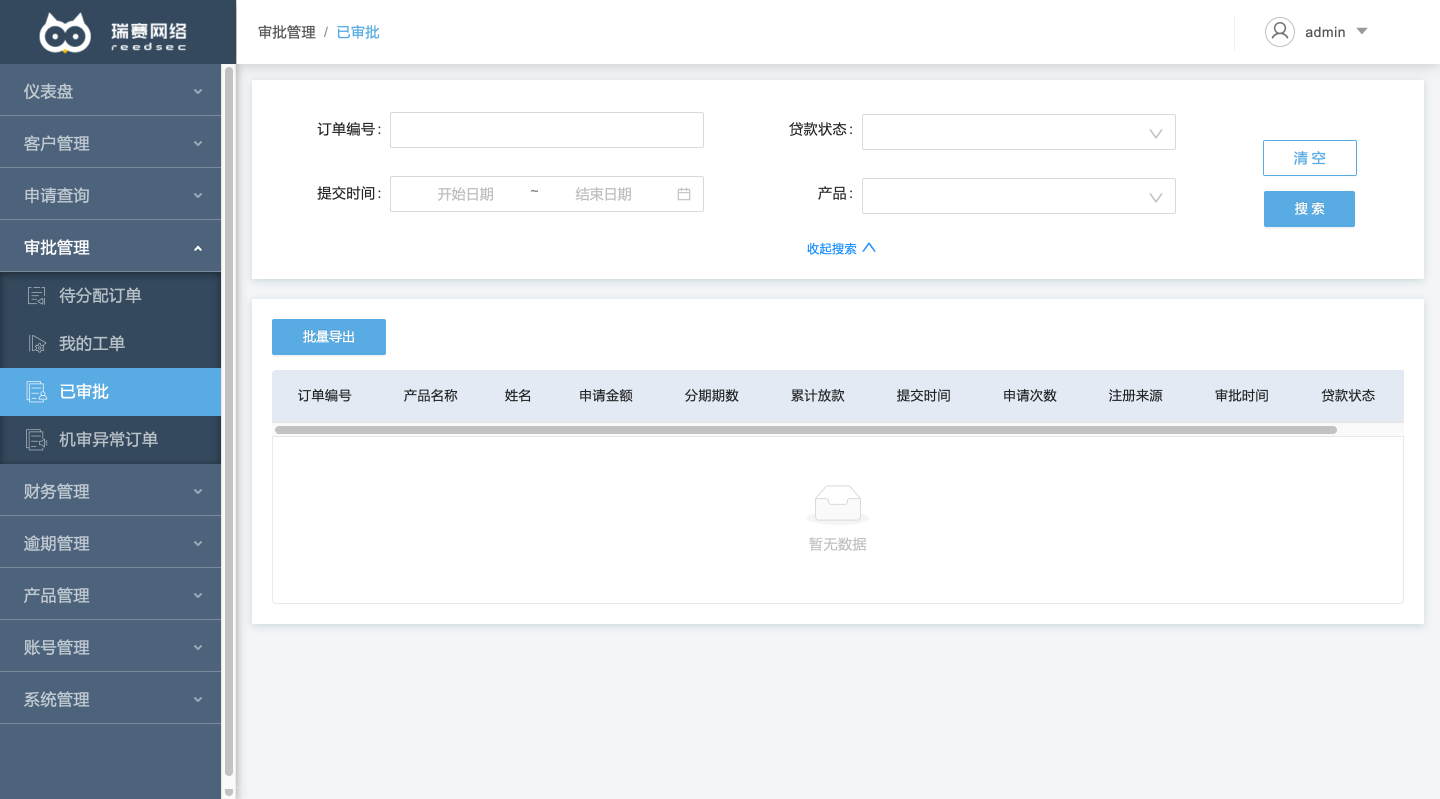 瑞赛网络
reedsec
审批管理 / 已审批
admin
仪表盘
客户管理
申请查询
审批管理
待分配订单
我的工单
已审批
机审异常订单
财务管理
逾期管理
产品管理
账号管理
系统管理
订单编号:
贷款状态:
清 空
提交时间: 开始日期 ~ 结束日期
产品:
搜 索
收起搜索
批量导出
订单编号 产品名称 姓名 申请金额 分期期数 累计放款 提交时间 申请次数 注册来源 审批时间 贷款状态
暂无数据